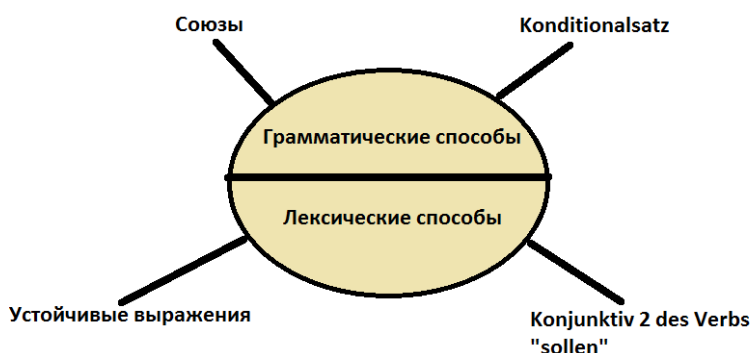 Союзы
Konditionalsatz
Грамматические способы
Лексические способы
Устойчивые выражения
Konjunktiv 2 des Verbs
"sollen"